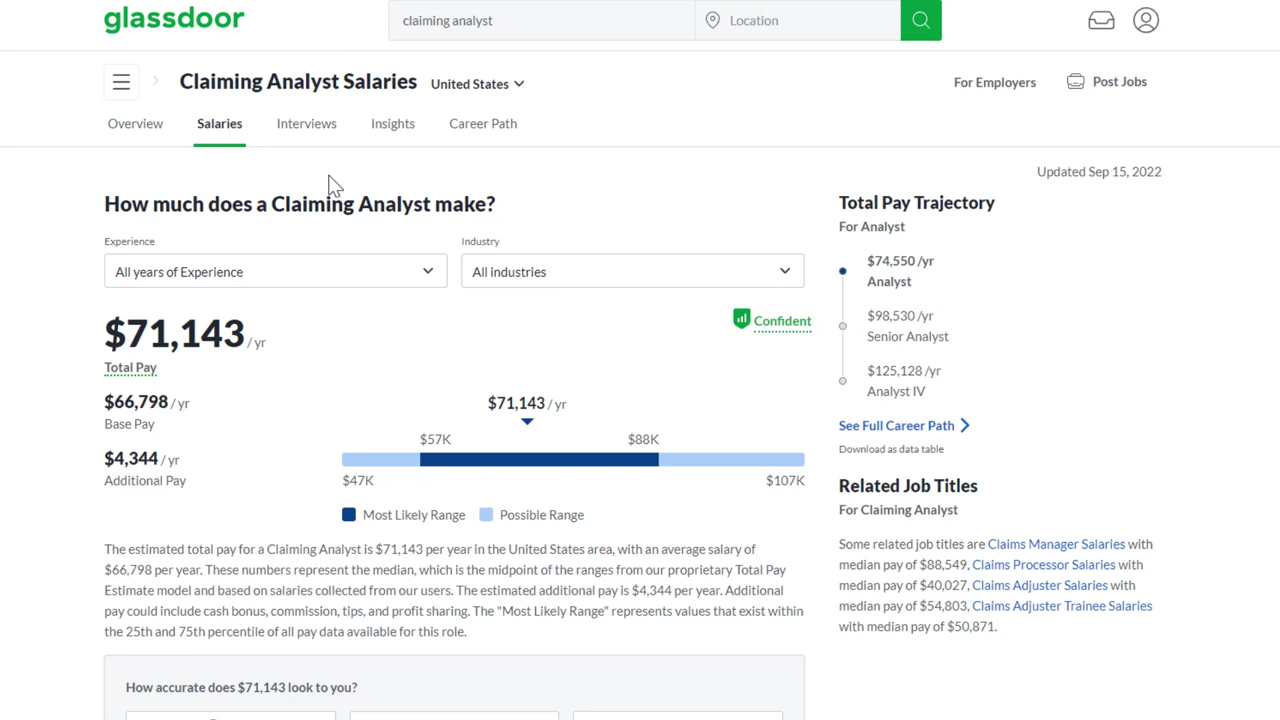 glassdoor
claiming analyst
Location
Claiming Analyst Salaries
United States
For Employers
Post Jobs
Overview
Salaries
Interviews
Insights
Career Path
Updated Sep 15, 2022
How much does a Claiming Analyst make?
Experience
Industry
All years of Experience
All industries
$71,143 / yr
Confident
Total Pay
$66,798 / yr
Base Pay
$4,344 / yr
Additional Pay
$71,143 / yr
$57K
$88K
$47K
$107K
Most Likely Range
Possible Range
The estimated total pay for a Claiming Analyst is $71,143 per year in the United States area, with an average salary of
$66,798 per year. These numbers represent the median, which is the midpoint of the ranges from our proprietary Total Pay
Estimate model and based on salaries collected from our users. The estimated additional pay is $4,344 per year. Additional
pay could include cash bonus, commission, tips, and profit sharing. The "Most Likely Range" represents values that exist within
the 25th and 75th percentile of all pay data available for this role.
How accurate does $71,143 look to you?
Total Pay Trajectory
For Analyst
$74,550 /yr
Analyst
$98,530 /yr
Senior Analyst
$125,128 /yr
Analyst IV
See Full Career Path
Download as data table
Related Job Titles
For Claiming Analyst
Some related job titles are Claims Manager Salaries with
median pay of $88,549, Claims Processor Salaries with
median pay of $40,027, Claims Adjuster Salaries with
median pay of $54,803, Claims Adjuster Trainee Salaries
with median pay of $50,871.